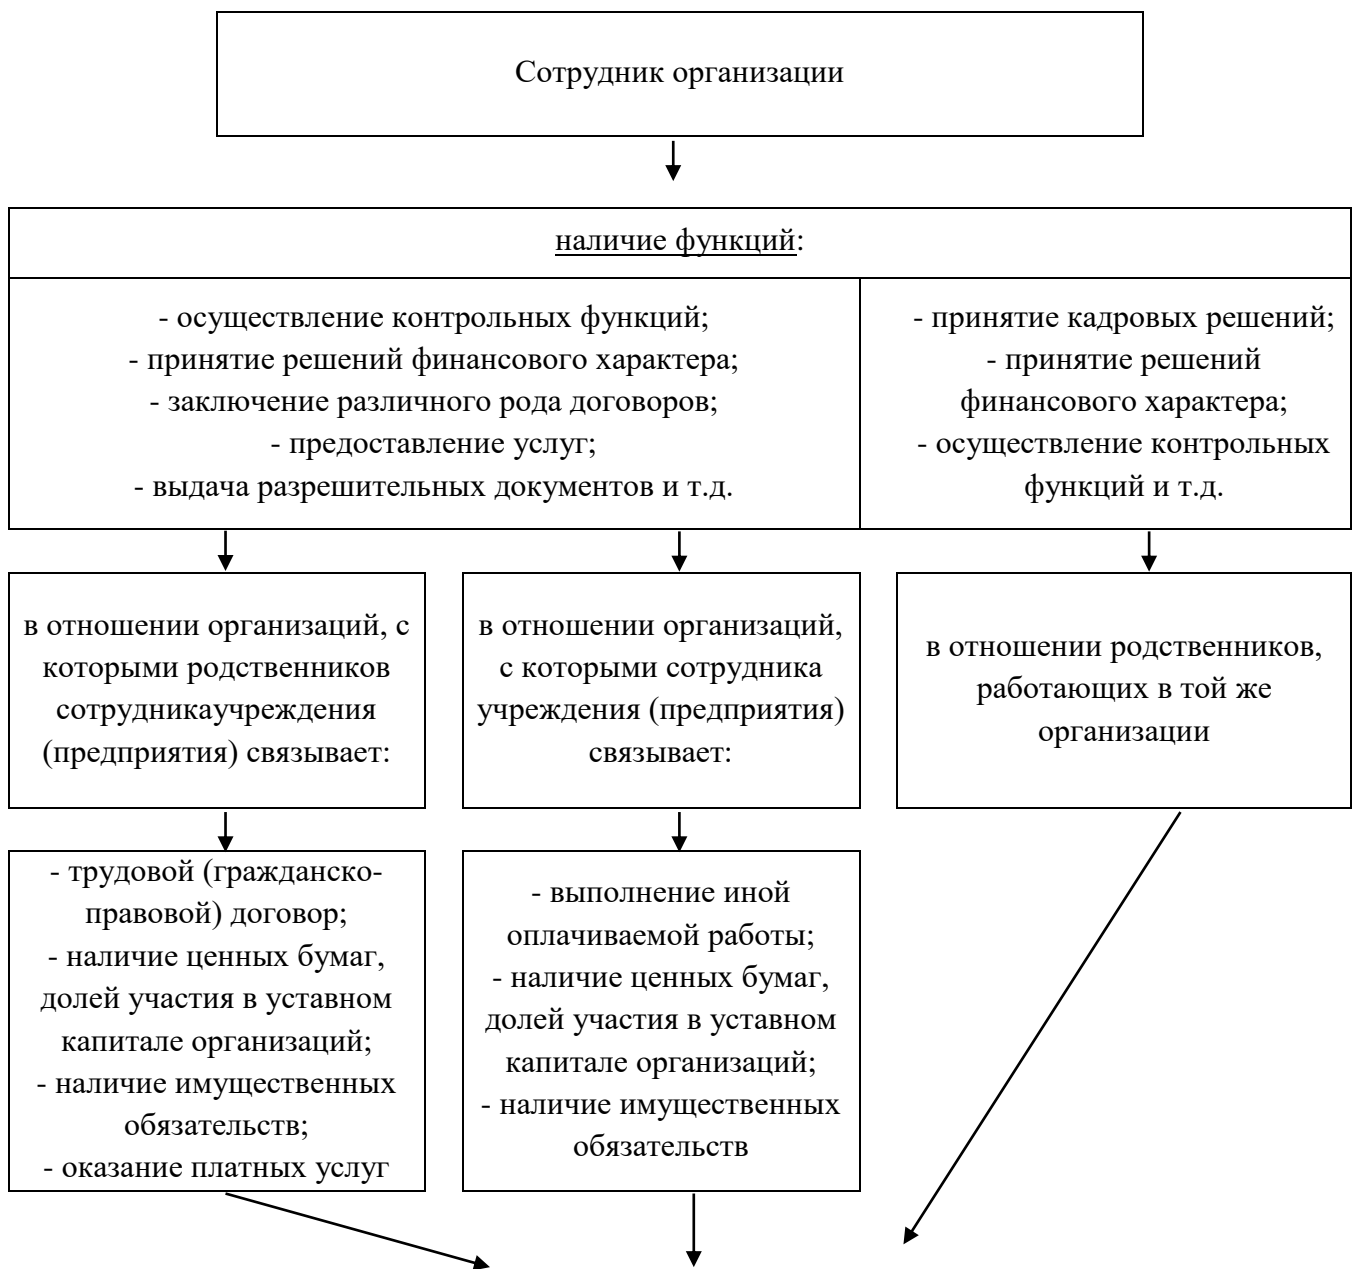 Сотрудник организации
наличие функций:
- осуществление контрольных функций;
- принятие решений финансового характера;
- заключение различного рода договоров;
- предоставление услуг;
- выдача разрешительных документов и т.д.
- принятие кадровых решений;
- принятие решений
финансового характера;
- осуществление контрольных
функций и т.д.
в отношении организаций, с
которыми родственников
сотрудникаучреждения
(предприятия) связывает:
в отношении организаций,
с которыми сотрудника
учреждения (предприятия)
связывает:
в отношении родственников,
работающих в той же
организации
- трудовой (гражданско-
правовой) договор;
- наличие ценных бумаг,
долей участия в уставном
капитале организаций;
- наличие имущественных
обязательств;
- оказание платных услуг
- выполнение иной
оплачиваемой работы;
- наличие ценных бумаг,
долей участия в уставном
капитале организаций;
- наличие имущественных
обязательств